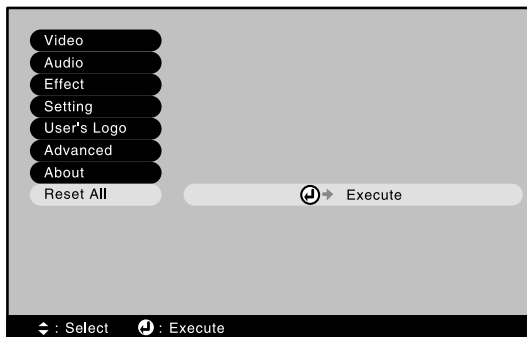 Video
Audio
Effect
Setting
User's Logo
Advanced
About
Reset All Execute
: Select : Execute